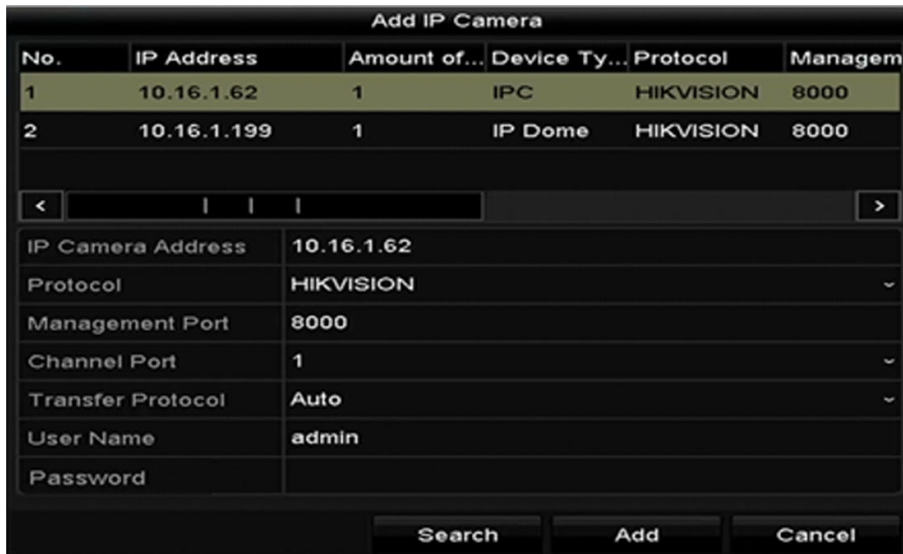 Add IP Camera
No. IP Address Amount of... Device Ty... Protocol Managem
1 10.16.1.62 1 IPC HIKVISION 8000
2 10.16.1.199 1 IP Dome HIKVISION 8000
IP Camera Address 10.16.1.62
Protocol HIKVISION
Management Port 8000
Channel Port 1
Transfer Protocol Auto
User Name admin
Password
Search Add Cancel